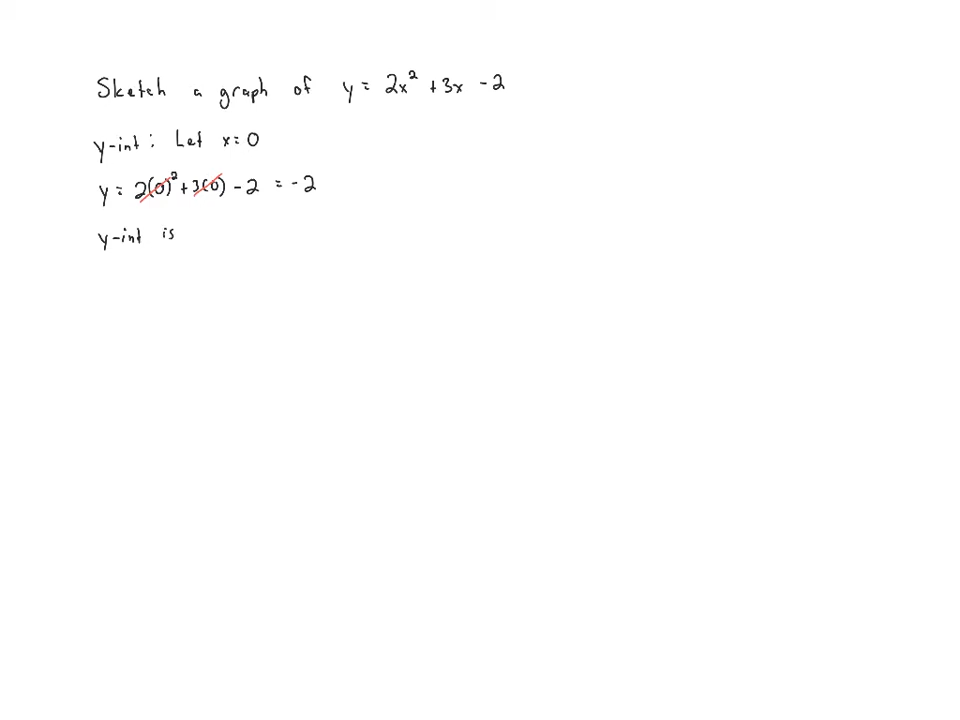 Sketch a graph of y = 2x² + 3x - 2
y-int : Let x = 0
y = 2(0)² + 3(0) - 2 = -2
y-int is